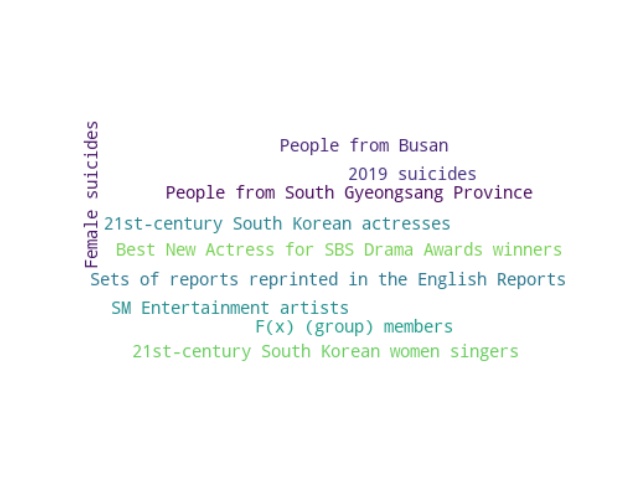 Female suicides
People from Busan
2019 suicides
People from South Gyeongsang Province
21st-century South Korean actresses
Best New Actress for SBS Drama Awards winners
Sets of reports reprinted in the English Reports
SM Entertainment artists
F(x) (group) members
21st-century South Korean women singers